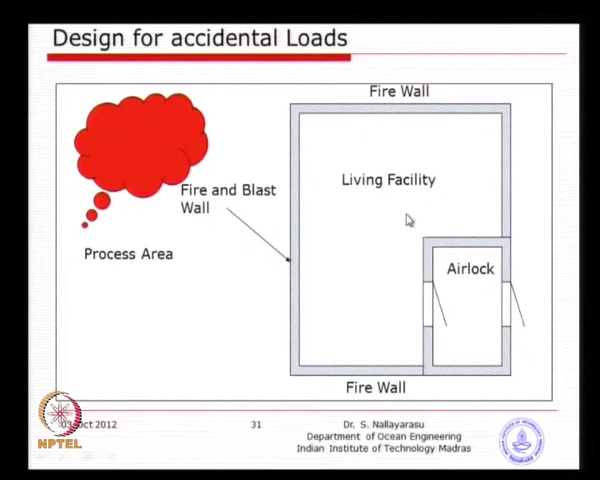 Design for accidental Loads
Fire Wall
Living Facility
Fire and Blast
Wall
Process Area
Airlock
Fire Wall
03 Oct 2012
31
Dr. S. Nallayarasu
Department of Ocean Engineering
Indian Institute of Technology Madras
NPTEL